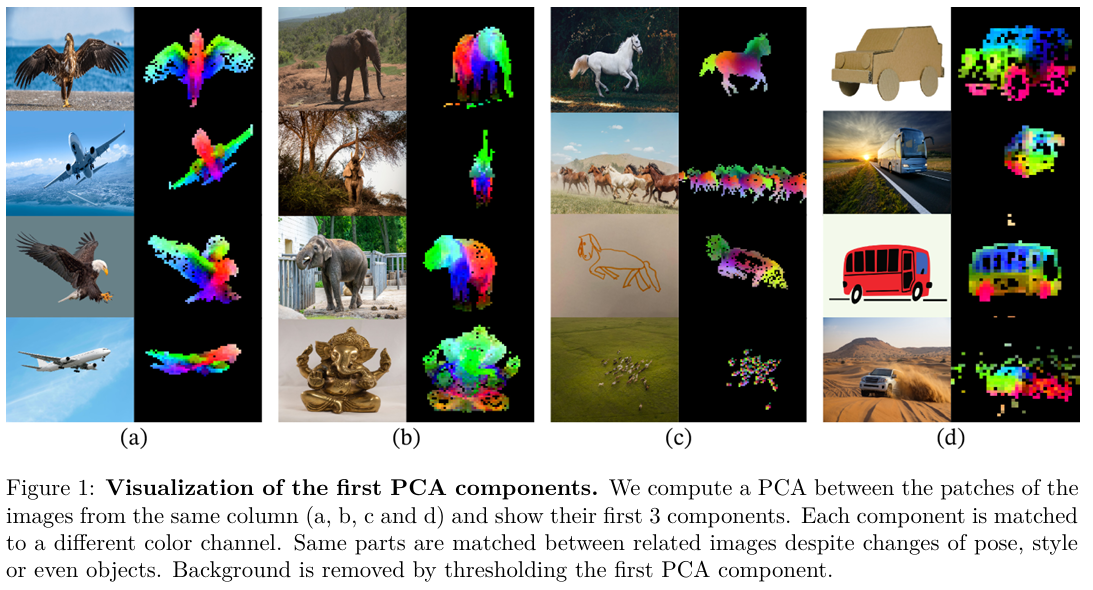 (a)
(b)
(c)
(d)
Figure 1: Visualization of the first PCA components. We compute a PCA between the patches of the
images from the same column (a, b, c and d) and show their first 3 components. Each component is matched
to a different color channel. Same parts are matched between related images despite changes of pose, style
or even objects. Background is removed by thresholding the first PCA component.